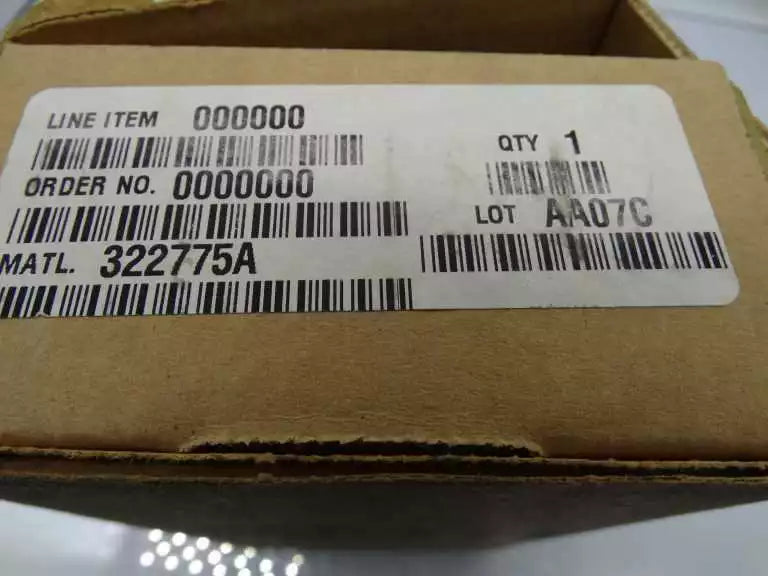 LINE ITEM 000000
QTY 1
ORDER NO. 0000000
LOT AA07C
MATL. 322775A